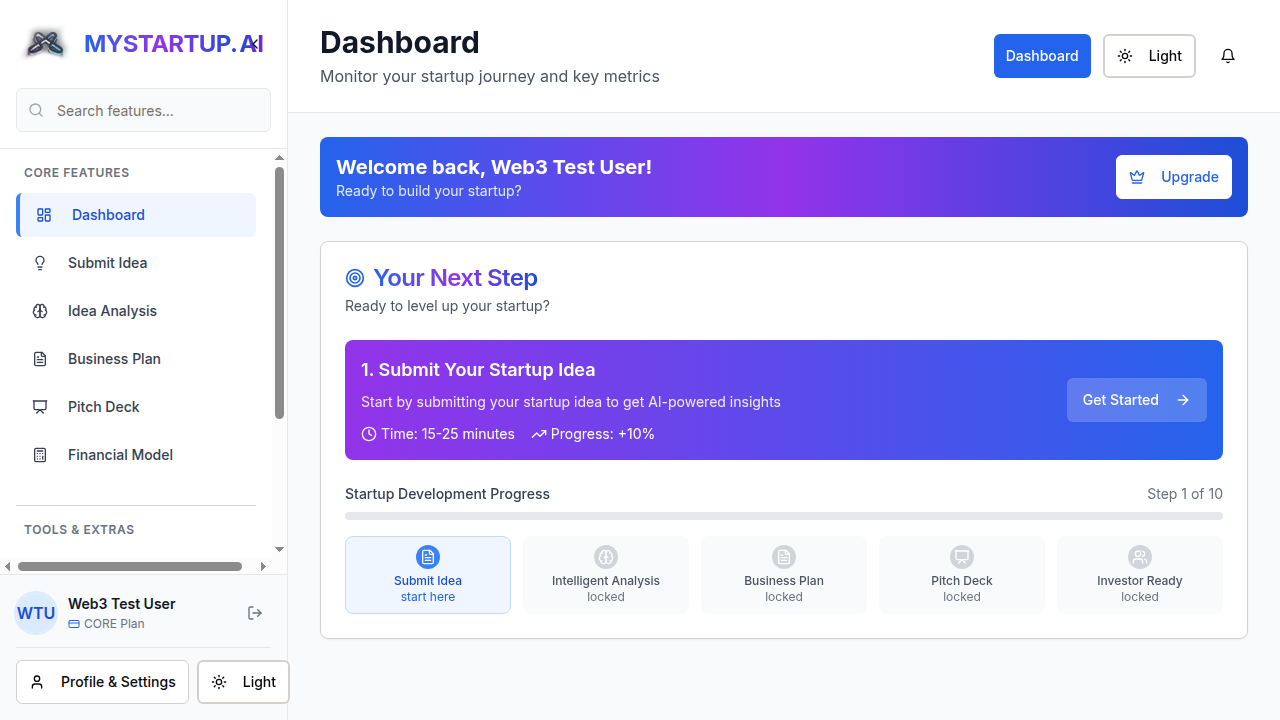 MYSTARTUP.AI
Search features...
CORE FEATURES
Dashboard
Submit Idea
Idea Analysis
Business Plan
Pitch Deck
Financial Model
TOOLS & EXTRAS
WTU
Web3 Test User
CORE Plan
Profile & Settings
Light
Dashboard
Monitor your startup journey and key metrics
Dashboard
Light
Welcome back, Web3 Test User!
Ready to build your startup?
Upgrade
Your Next Step
Ready to level up your startup?
1. Submit Your Startup Idea
Start by submitting your startup idea to get AI-powered insights
Time: 15-25 minutes
Progress: +10%
Get Started
Startup Development Progress
Step 1 of 10
Submit Idea
start here
Intelligent Analysis
locked
Business Plan
locked
Pitch Deck
locked
Investor Ready
locked